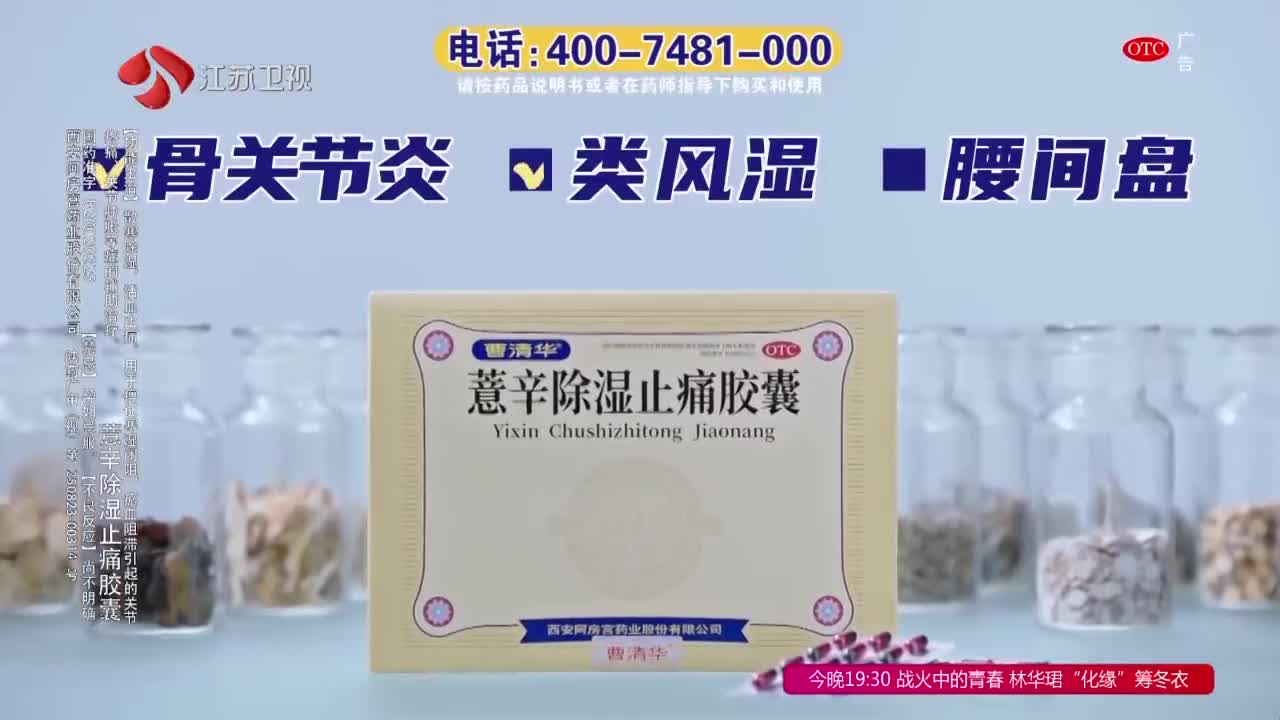 电话:400-7481-000
请按药品说明书或者在药师指导下购买和使用
江苏卫视
OTC
广告
骨关节炎
类风湿
腰间盘
曹清华®
OTC
薏辛除湿止痛胶囊
Yixin Chushizhitong Jiaonang
西安阿房宫药业股份有限公司
曹清华
薏辛除湿止痛胶囊
西安阿房宫药业股份有限公司
今晚19:30 战火中的青春 林华珺“化缘”筹冬衣